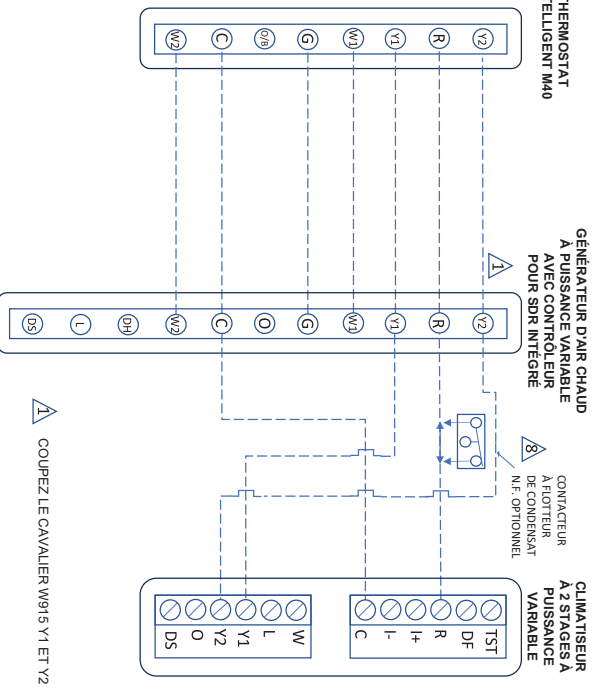 THERMOSTAT
TELLIGENT M40
Y2
R
Y1
W1
G
O/B
C
W2
GÉNÉRATEUR D'AIR CHAUD
À PUISSANCE VARIABLE
AVEC CONTRÔLEUR
POUR SDR INTÉGRÉ
1
Y2
R
Y1
W1
G
O
C
W2
DH
L
DS
8
CONTACTEUR
À FLOTTEUR
DE CONDENSAT
N.F. OPTIONNEL
CLIMATISEUR
À 2 STAGES À
PUISSANCE
VARIABLE
TST
DF
R
I+
I-
C
W
L
Y1
Y2
O
DS
1 COUPEZ LE CAVALIER W915 Y1 ET Y2